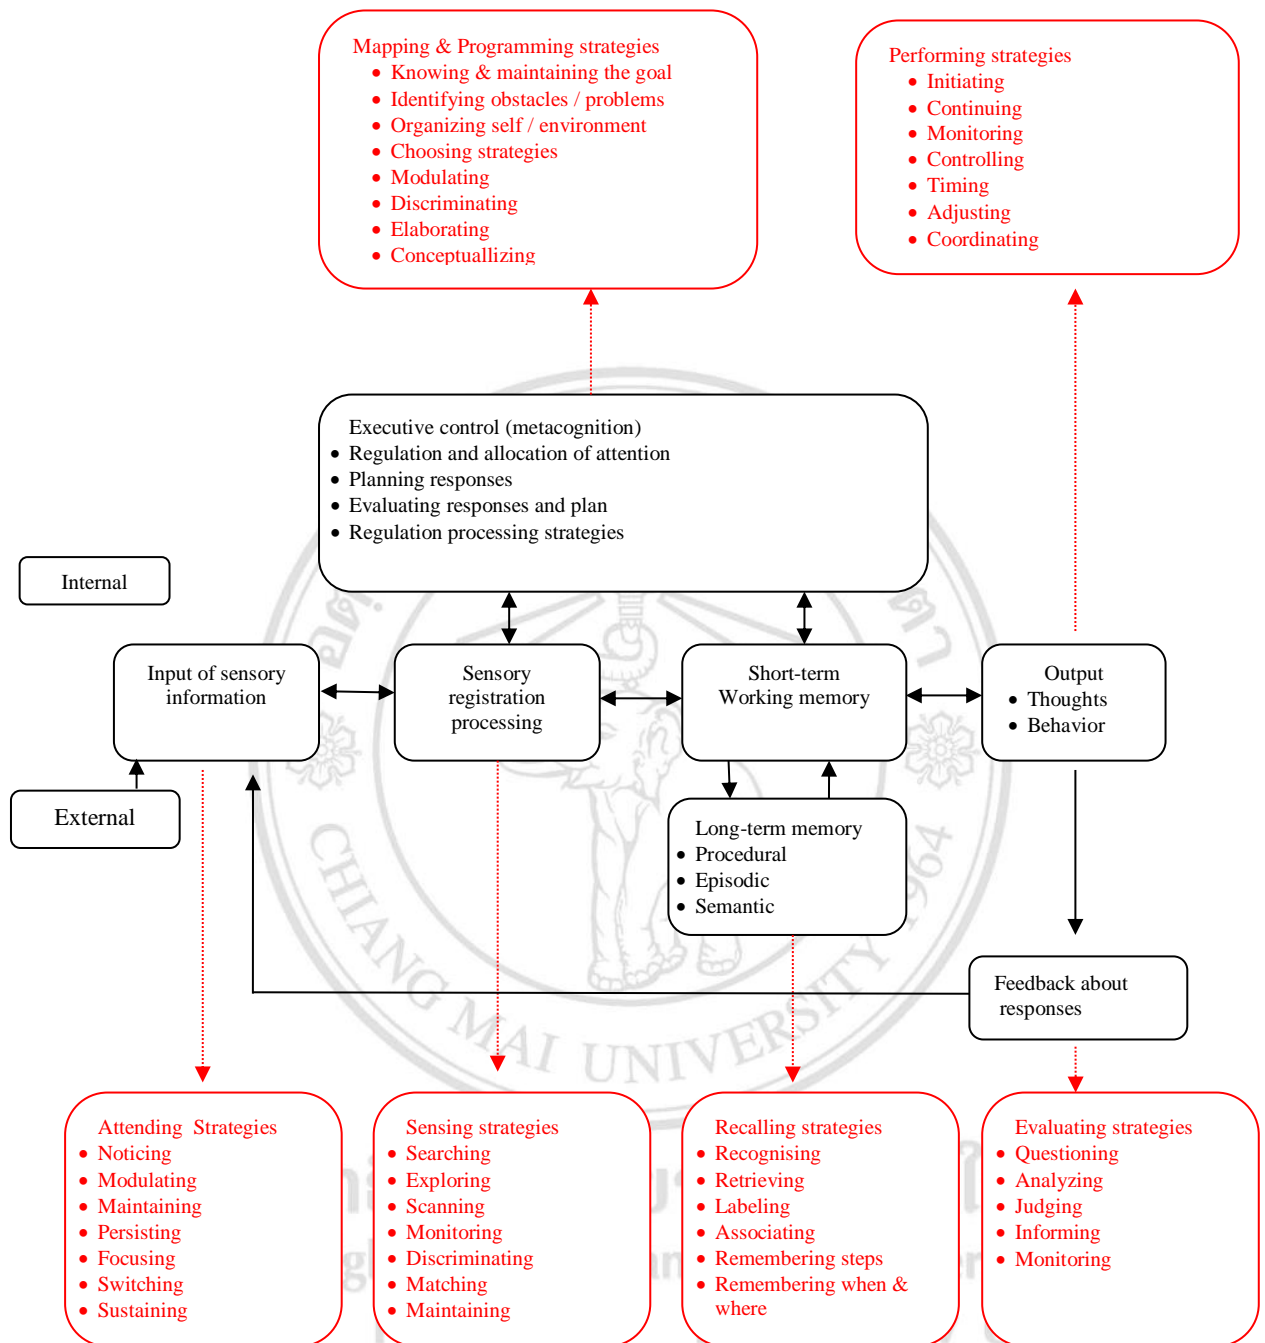 Mapping & Programming strategies
• Knowing & maintaining the goal
• Identifying obstacles / problems
• Organizing self / environment
• Choosing strategies
• Modulating
• Discriminating
• Elaborating
• Conceptuallizing
Performing strategies
• Initiating
• Continuing
• Monitoring
• Controlling
• Timing
• Adjusting
• Coordinating
Executive control (metacognition)
• Regulation and allocation of attention
• Planning responses
• Evaluating responses and plan
• Regulation processing strategies
Internal
Input of sensory
information
Sensory
registration
processing
Short-term
Working memory
Output
• Thoughts
• Behavior
External
Long-term memory
• Procedural
• Episodic
• Semantic
Feedback about
responses
CHIANG MAI UNIVERSITY 1964
Attending Strategies
• Noticing
• Modulating
• Maintaining
• Persisting
• Focusing
• Switching
• Sustaining
Sensing strategies
• Searching
• Exploring
• Scanning
• Monitoring
• Discriminating
• Matching
• Maintaining
Recalling strategies
• Recognising
• Retrieving
• Labeling
• Associating
• Remembering steps
• Remembering when &
where
Evaluating strategies
• Questioning
• Analyzing
• Judging
• Informing
• Monitoring